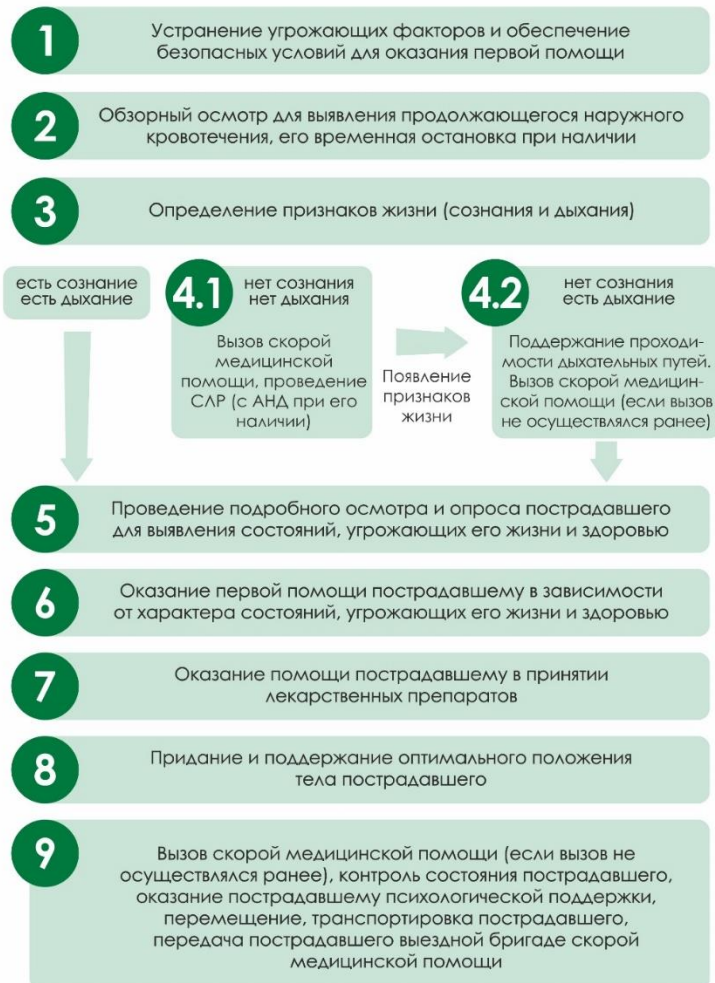 1
Устранение угрожающих факторов и обеспечение
безопасных условий для оказания первой помощи
2
Обзорный осмотр для выявления продолжающегося наружного
кровотечения, его временная остановка при наличии
3
Определение признаков жизни (сознания и дыхания)
есть сознание
есть дыхание
4.1
нет сознания
нет дыхания
Вызов скорой
медицинской
помощи, проведение
СЛР (с АНД при его
наличии)
Появление
признаков
жизни
4.2
нет сознания
есть дыхание
Поддержание проходи-
мости дыхательных путей.
Вызов скорой медицин-
ской помощи (если вызов
не осуществлялся ранее)
5
Проведение подробного осмотра и опроса пострадавшего
для выявления состояний, угрожающих его жизни и здоровью
6
Оказание первой помощи пострадавшему в зависимости
от характера состояний, угрожающих его жизни и здоровью
7
Оказание помощи пострадавшему в принятии
лекарственных препаратов
8
Придание и поддержание оптимального положения
тела пострадавшего
9
Вызов скорой медицинской помощи (если вызов не
осуществлялся ранее), контроль состояния пострадавшего,
оказание пострадавшему психологической поддержки,
перемещение, транспортировка пострадавшего,
передача пострадавшего выездной бригаде скорой
медицинской помощи